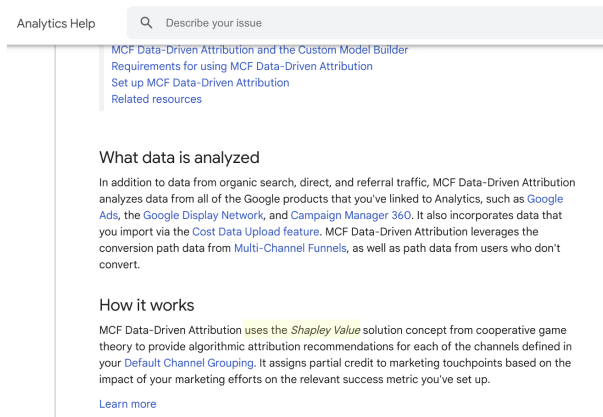 Analytics Help
Describe your issue
MCF Data-Driven Attribution and the Custom Model Builder
Requirements for using MCF Data-Driven Attribution
Set up MCF Data-Driven Attribution
Related resources
What data is analyzed
In addition to data from organic search, direct, and referral traffic, MCF Data-Driven Attribution
analyzes data from all of the Google products that you've linked to Analytics, such as Google
Ads, the Google Display Network, and Campaign Manager 360. It also incorporates data that
you import via the Cost Data Upload feature. MCF Data-Driven Attribution leverages the
conversion path data from Multi-Channel Funnels, as well as path data from users who don't
convert.
How it works
MCF Data-Driven Attribution uses the Shapley Value solution concept from cooperative game
theory to provide algorithmic attribution recommendations for each of the channels defined in
your Default Channel Grouping. It assigns partial credit to marketing touchpoints based on the
impact of your marketing efforts on the relevant success metric you've set up.
Learn more